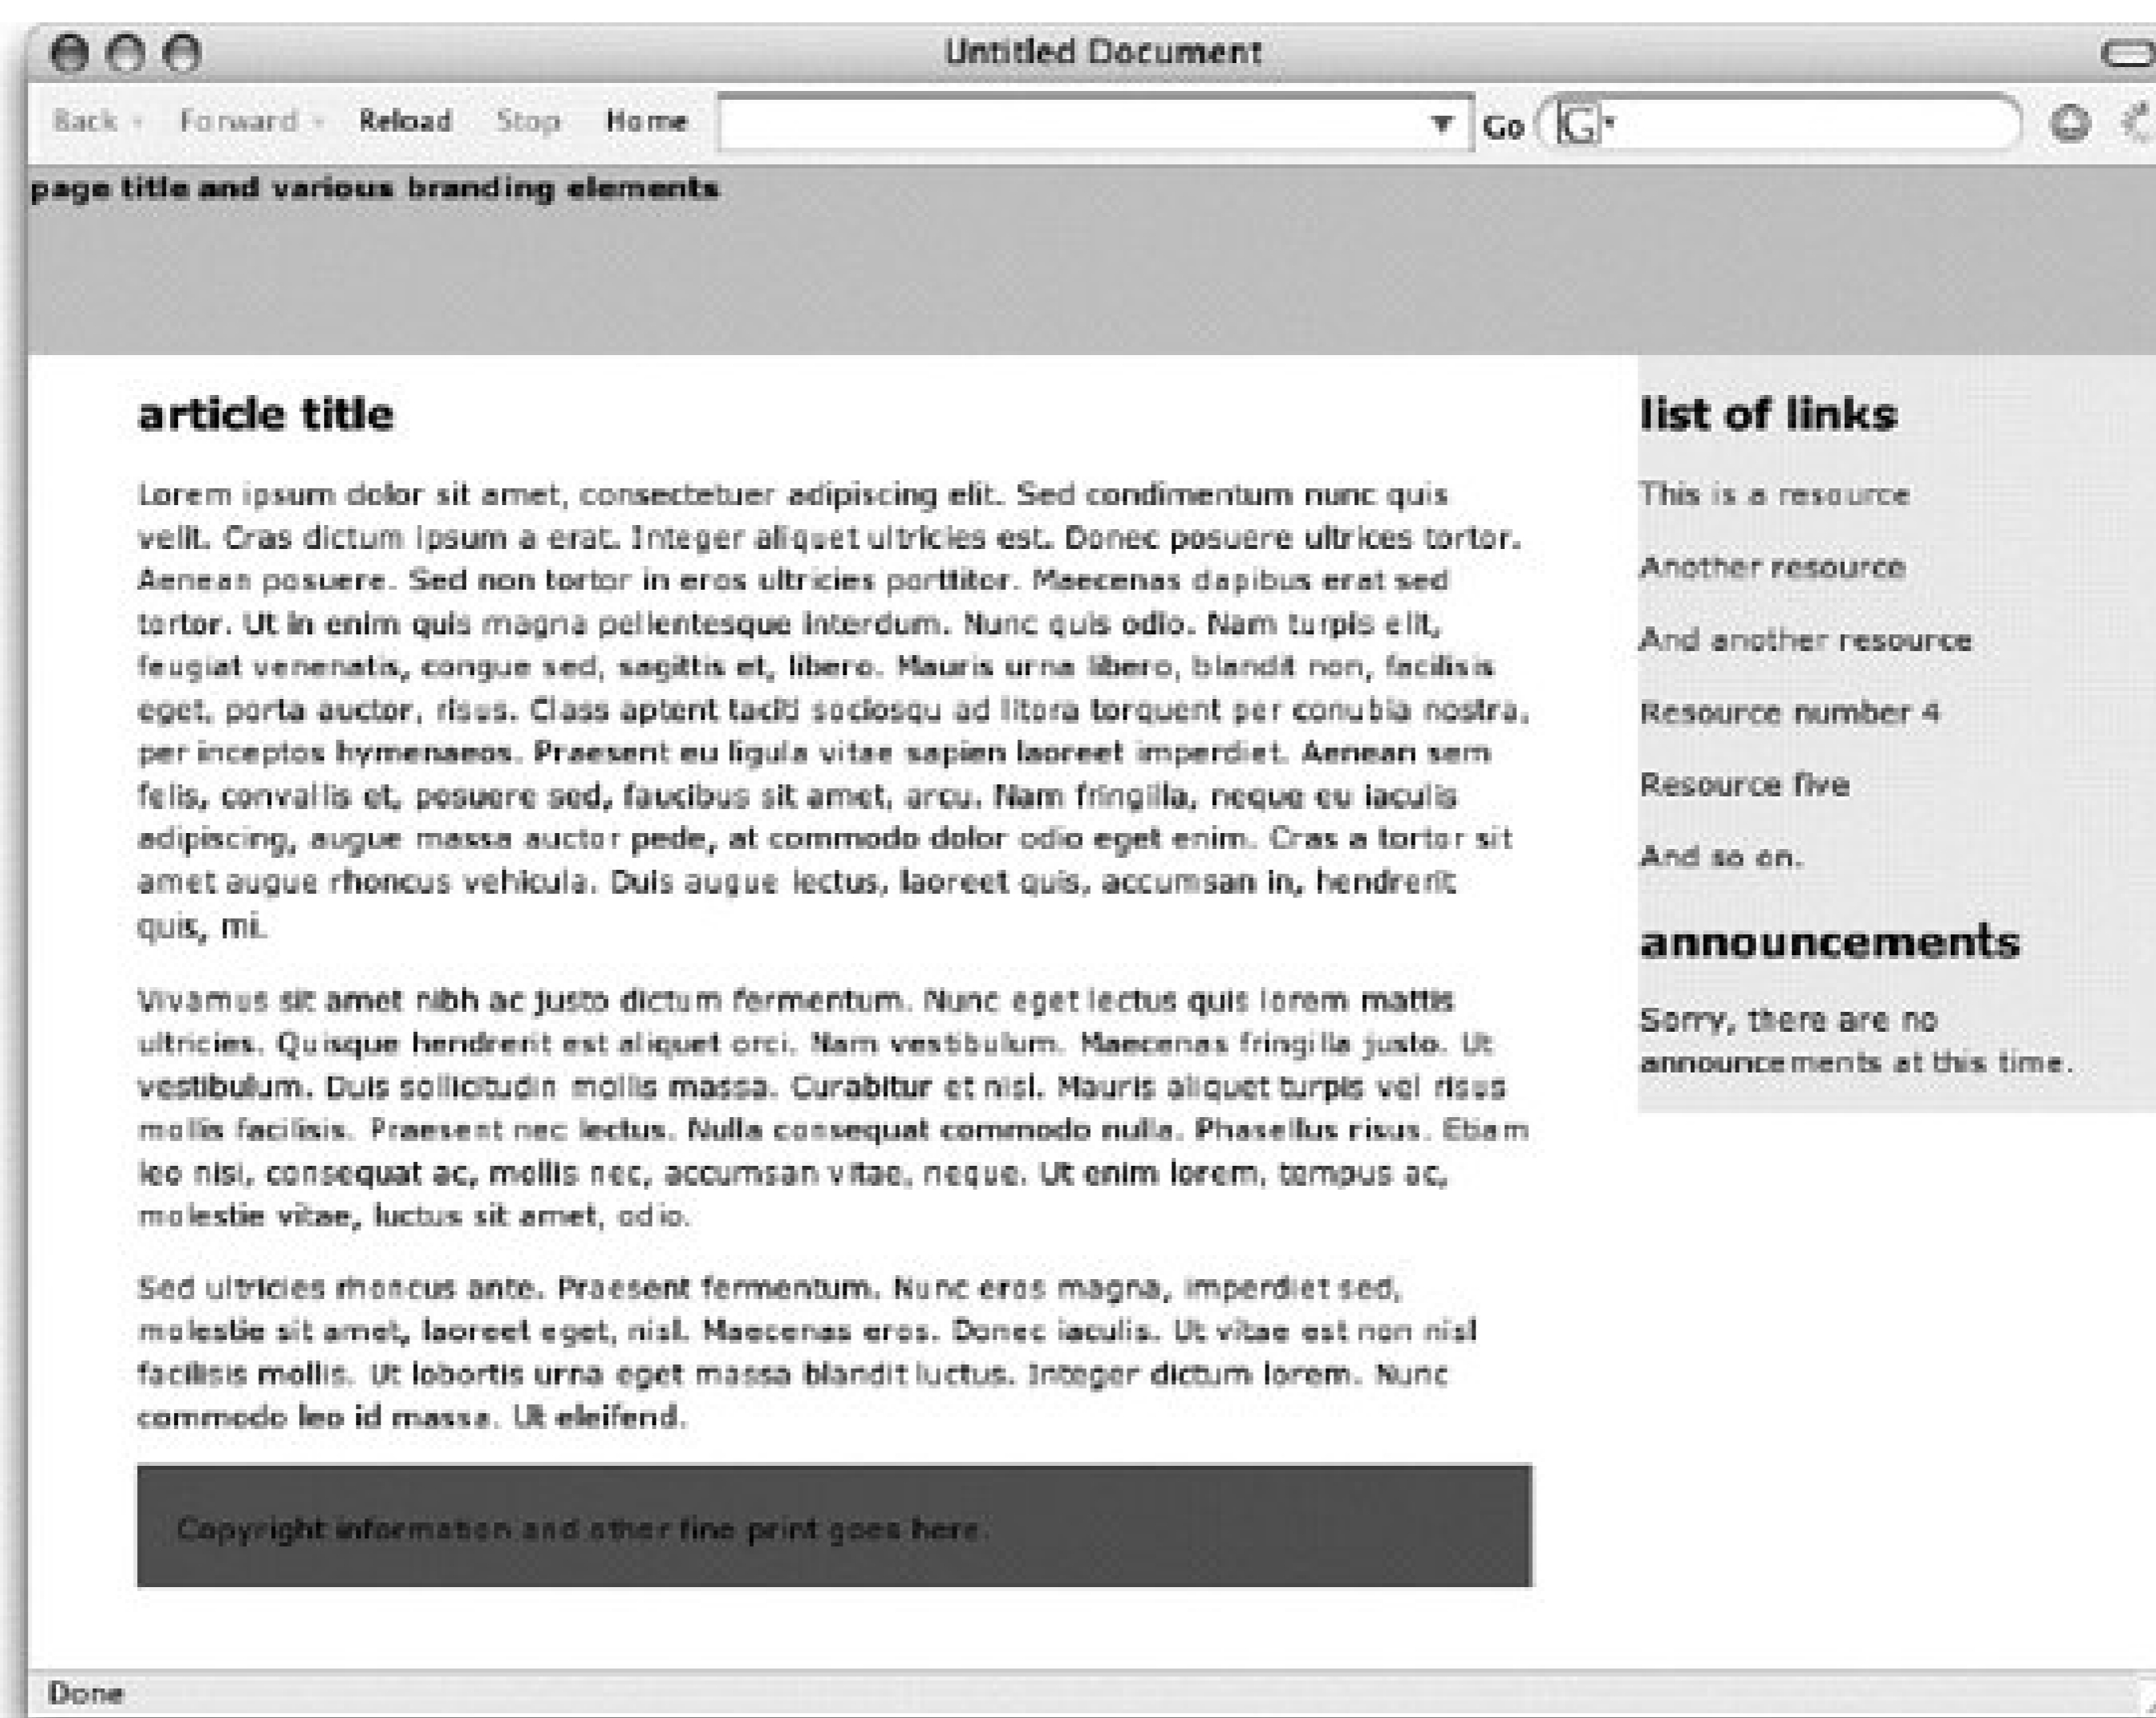 Untitled Document
Back Forward Reload Stop Home Go G
page title and various branding elements
article title
Lorem ipsum dolor sit amet, consectetuer adipiscing elit. Sed condimentum nunc quis
velit. Cras dictum ipsum a erat. Integer aliquet ultricies est. Donec posuere ultrices tortor.
Aenean posuere. Sed non tortor in eros ultricies porttitor. Maecenas dapibus erat sed
tortor. Ut in enim quis magna pellentesque interdum. Nunc quis odio. Nam turpis elit,
feugiat venenatis, congue sed, sagittis et, libero. Mauris urna libero, blandit non, facilisis
eget, porta auctor, risus. Class aptent taciti sociosqu ad litora torquent per conubia nostra,
per inceptos hymenaeos. Praesent eu ligula vitae sapien laoreet imperdiet. Aenean sem
felis, convallis et, posuere sed, faucibus sit amet, arcu. Nam fringilla, neque eu iaculis
adipiscing, augue massa auctor pede, at commodo dolor odio eget enim. Cras a tortor sit
amet augue rhoncus vehicula. Duis augue lectus, laoreet quis, accumsan in, hendrerit
quis, mi.
Vivamus sit amet nibh ac justo dictum fermentum. Nunc eget lectus quis lorem mattis
ultricies. Quisque hendrerit est aliquet orci. Nam vestibulum. Maecenas fringilla justo. Ut
vestibulum. Duis sollicitudin mollis massa. Curabitur et nisl. Mauris aliquet turpis vel risus
mollis facilisis. Praesent nec lectus. Nulla consequat commodo nulla. Phasellus risus. Etiam
leo nisi, consequat ac, mollis nec, accumsan vitae, neque. Ut enim lorem, tempus ac,
molestie vitae, luctus sit amet, odio.
Sed ultricies rhoncus ante. Praesent fermentum. Nunc eros magna, imperdiet sed,
molestie sit amet, laoreet eget, nisl. Maecenas eros. Donec iaculis. Ut vitae est non nisl
facilisis mollis. Ut lobortis urna eget massa blandit luctus. Integer dictum lorem. Nunc
commodo leo id massa. Ut eleifend.
Copyright information and other fine print goes here.
list of links
This is a resource
Another resource
And another resource
Resource number 4
Resource five
And so on.
announcements
Sorry, there are no
announcements at this time.
Done